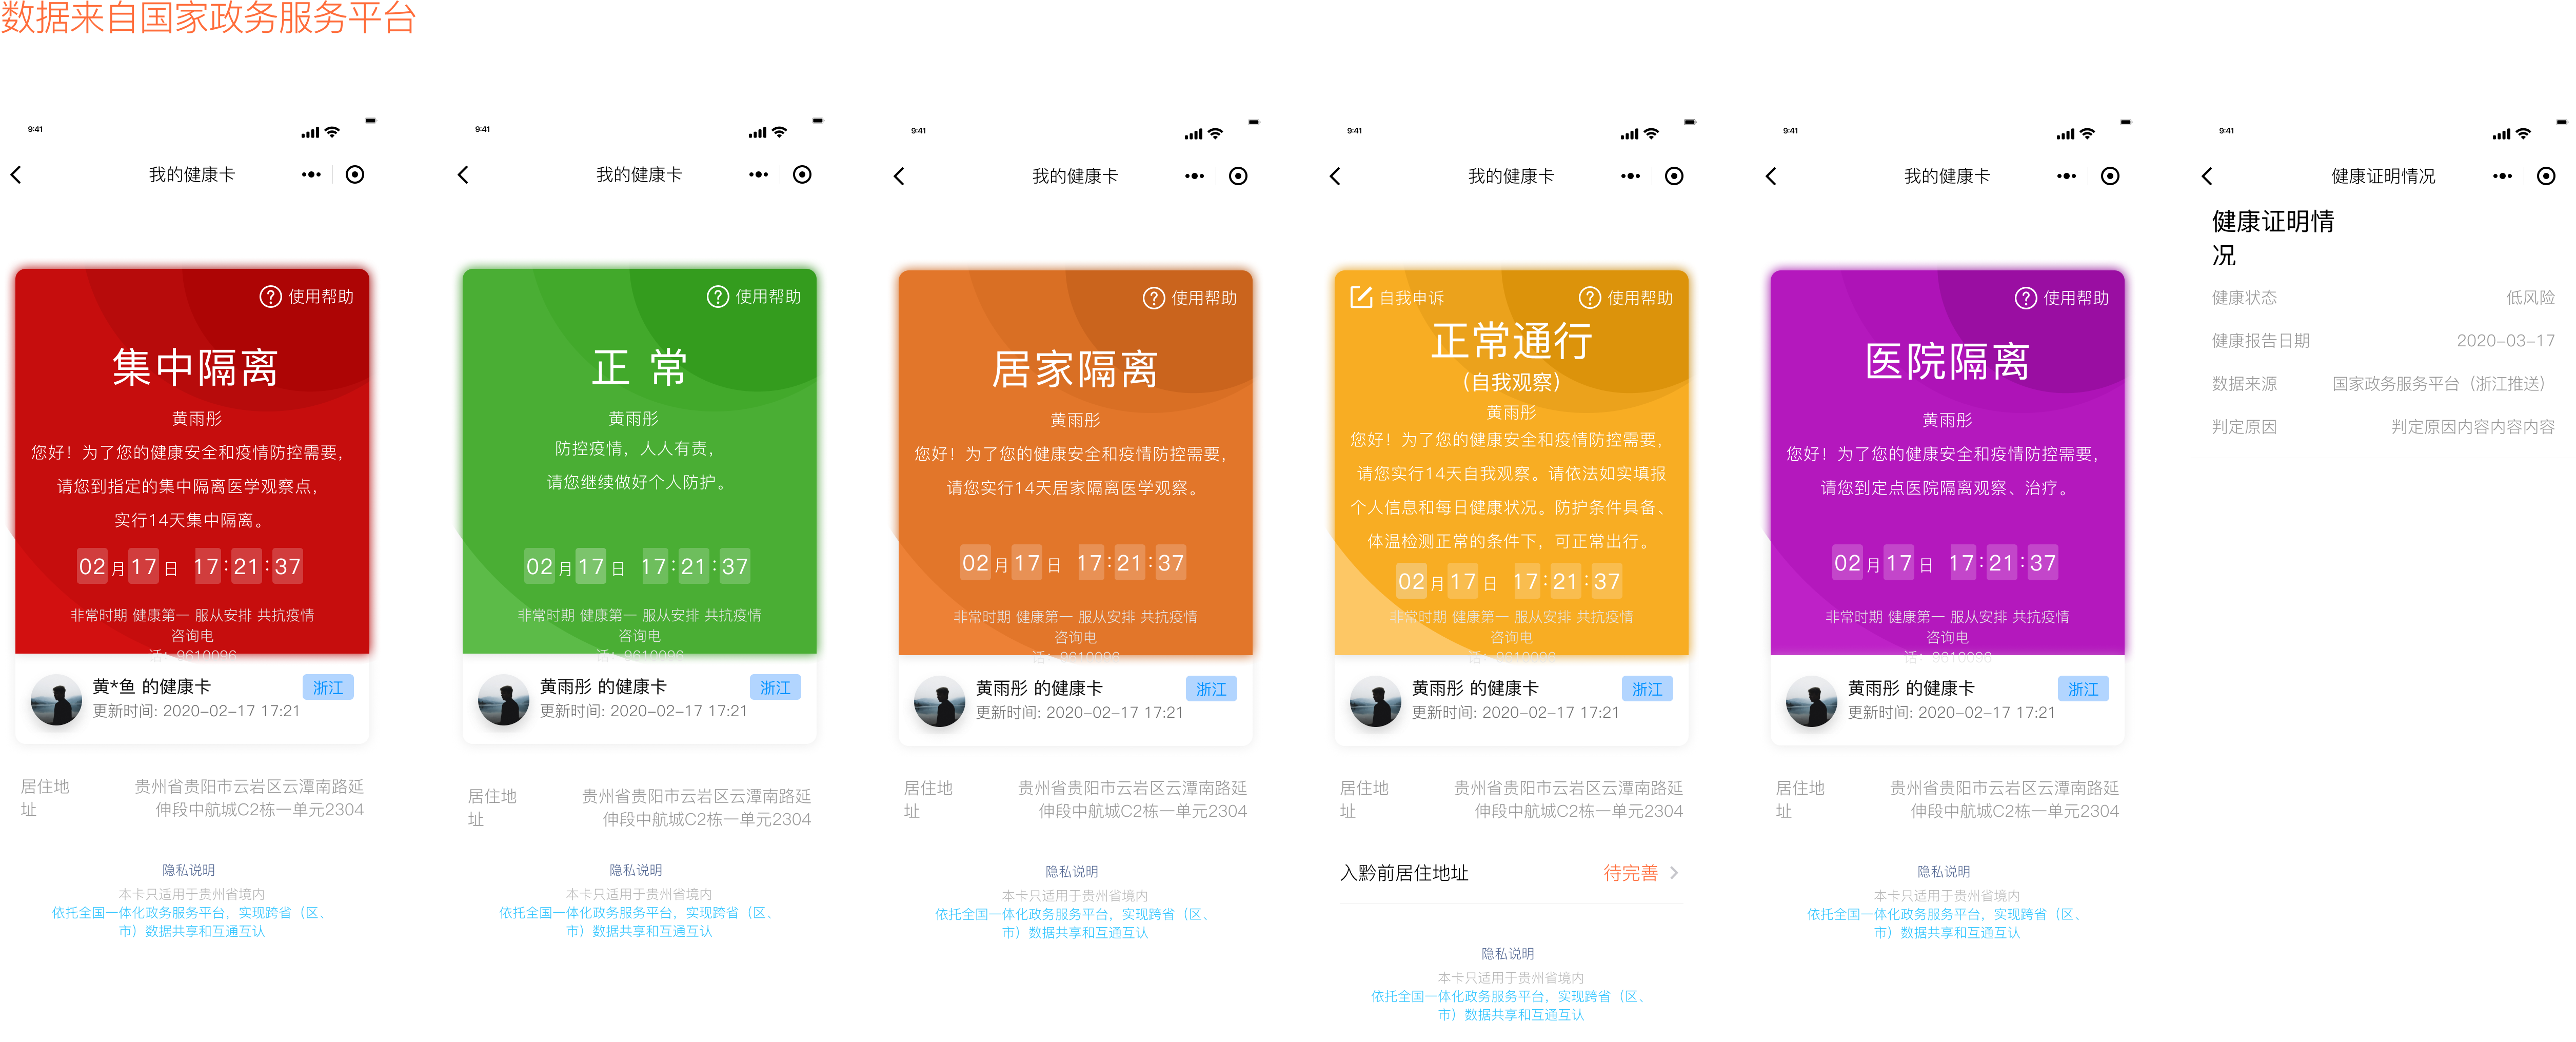 数据来自国家政务服务平台
9:41
我的健康卡
使用帮助
集中隔离
黄雨彤
您好！为了您的健康安全和疫情防控需要，
请您到指定的集中隔离医学观察点，
实行14天集中隔离。
02 月 17 日 17:21:37
非常时期 健康第一 服从安排 共抗疫情
咨询电
话：9610096
黄*鱼 的健康卡
浙江
更新时间: 2020-02-17 17:21
居住地
址
贵州省贵阳市云岩区云潭南路延
伸段中航城C2栋一单元2304
隐私说明
本卡只适用于贵州省境内
依托全国一体化政务服务平台，实现跨省（区、
市）数据共享和互通互认
9:41
我的健康卡
使用帮助
正 常
黄雨彤
防控疫情，人人有责，
请您继续做好个人防护。
02 月 17 日 17:21:37
非常时期 健康第一 服从安排 共抗疫情
咨询电
话：9610096
黄雨彤 的健康卡
浙江
更新时间: 2020-02-17 17:21
居住地
址
贵州省贵阳市云岩区云潭南路延
伸段中航城C2栋一单元2304
隐私说明
本卡只适用于贵州省境内
依托全国一体化政务服务平台，实现跨省（区、
市）数据共享和互通互认
9:41
我的健康卡
使用帮助
居家隔离
黄雨彤
您好！为了您的健康安全和疫情防控需要，
请您实行14天居家隔离医学观察。
02 月 17 日 17:21:37
非常时期 健康第一 服从安排 共抗疫情
咨询电
话：9610096
黄雨彤 的健康卡
浙江
更新时间: 2020-02-17 17:21
居住地
址
贵州省贵阳市云岩区云潭南路延
伸段中航城C2栋一单元2304
隐私说明
本卡只适用于贵州省境内
依托全国一体化政务服务平台，实现跨省（区、
市）数据共享和互通互认
9:41
我的健康卡
自我申诉
使用帮助
正常通行
（自我观察）
黄雨彤
您好！为了您的健康安全和疫情防控需要，
请您实行14天自我观察。请依法如实填报
个人信息和每日健康状况。防护条件具备、
体温检测正常的条件下，可正常出行。
02 月 17 日 17:21:37
非常时期 健康第一 服从安排 共抗疫情
咨询电
话：9610096
黄雨彤 的健康卡
浙江
更新时间: 2020-02-17 17:21
居住地
址
贵州省贵阳市云岩区云潭南路延
伸段中航城C2栋一单元2304
入黔前居住地址
待完善
隐私说明
本卡只适用于贵州省境内
依托全国一体化政务服务平台，实现跨省（区、
市）数据共享和互通互认
9:41
我的健康卡
使用帮助
医院隔离
黄雨彤
您好！为了您的健康安全和疫情防控需要，
请您到定点医院隔离观察、治疗。
02 月 17 日 17:21:37
非常时期 健康第一 服从安排 共抗疫情
咨询电
话：9610096
黄雨彤 的健康卡
浙江
更新时间: 2020-02-17 17:21
居住地
址
贵州省贵阳市云岩区云潭南路延
伸段中航城C2栋一单元2304
隐私说明
本卡只适用于贵州省境内
依托全国一体化政务服务平台，实现跨省（区、
市）数据共享和互通互认
9:41
健康证明情况
健康证明情
况
健康状态 低风险
健康报告日期 2020-03-17
数据来源 国家政务服务平台（浙江推送）
判定原因 判定原因内容内容内容